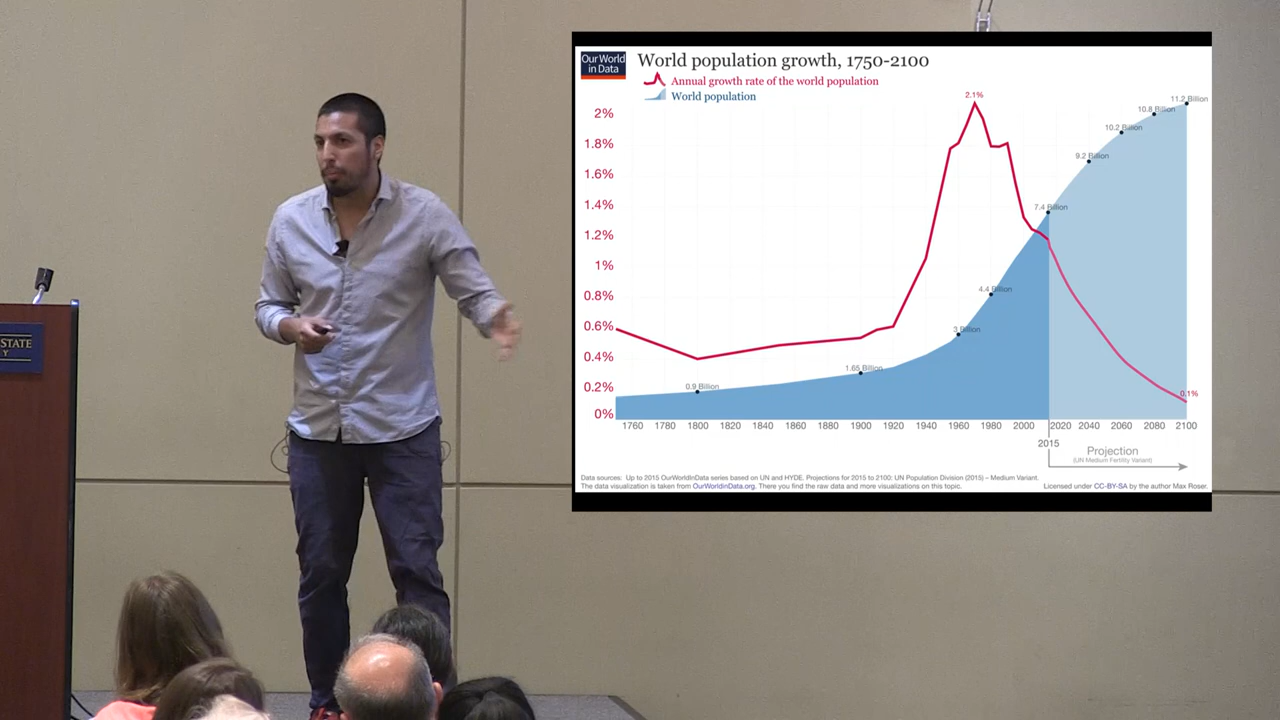 STATE
Y
Our World
in Data
World population growth, 1750-2100
Annual growth rate of the world population
World population
2.1%
2%
1.8%
1.6%
1.4%
1.2%
1%
0.8%
0.6%
0.4%
0.2%
0%
0.9 Billion
1.65 Billion
3 Billion
4.4 Billion
7.4 Billion
9.2 Billion
10.2 Billion
10.8 Billion
11.2 Billion
0.1%
1760 1780 1800 1820 1840 1860 1880 1900 1920 1940 1960 1980 2000 2020 2040 2060 2080 2100
2015
Projection
(UN Medium Fertility Variant)
Data sources: Up to 2015 OurWorldInData series based on UN and HYDE. Projections for 2015 to 2100: UN Population Division (2015) – Medium Variant.
The data visualization is taken from OurWorldinData.org. There you find the raw data and more visualizations on this topic.
Licensed under CC-BY-SA by the author Max Roser.